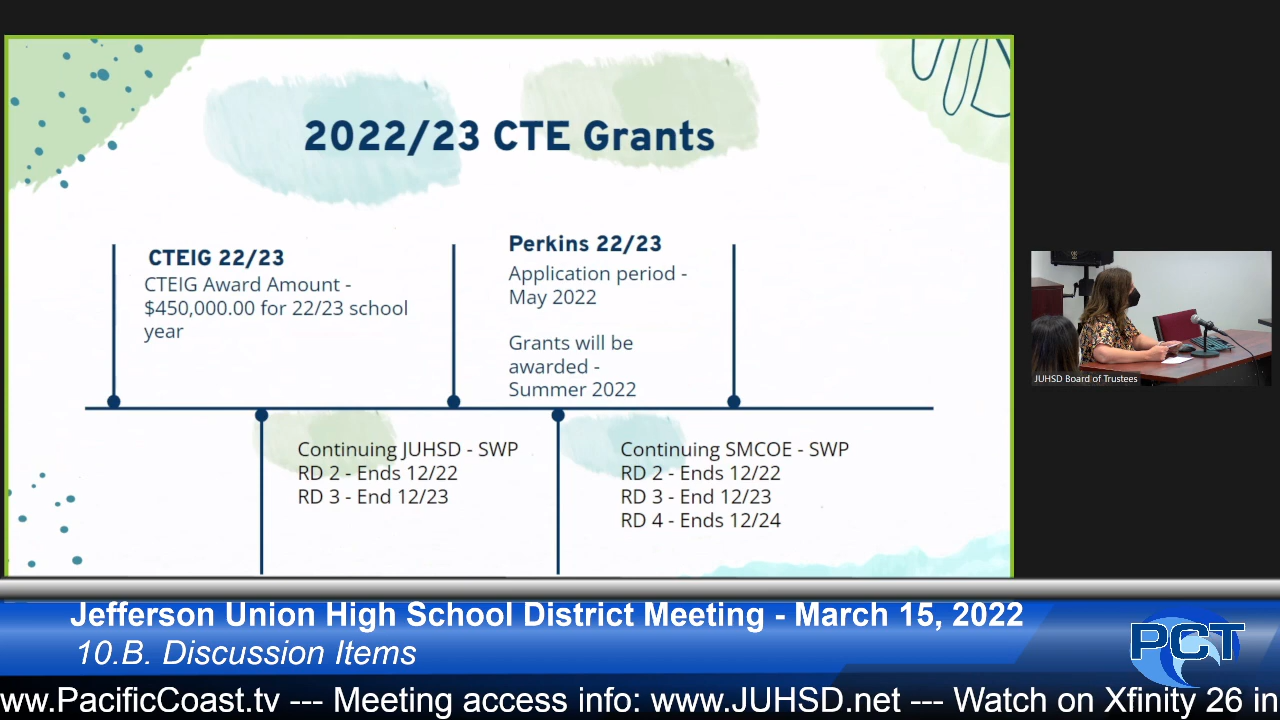 2022/23 CTE Grants
CTEIG 22/23
CTEIG Award Amount -
$450,000.00 for 22/23 school
year
Perkins 22/23
Application period -
May 2022
Grants will be
awarded -
Summer 2022
Continuing JUHSD - SWP
RD 2 - Ends 12/22
RD 3 - End 12/23
Continuing SMCOE - SWP
RD 2 - Ends 12/22
RD 3 - End 12/23
RD 4 - Ends 12/24
JUHSD Board of Trustees
Jefferson Union High School District Meeting - March 15, 2022
10.B. Discussion Items
PCT
ww.PacificCoast.tv --- Meeting access info: www.JUHSD.net --- Watch on Xfinity 26 in